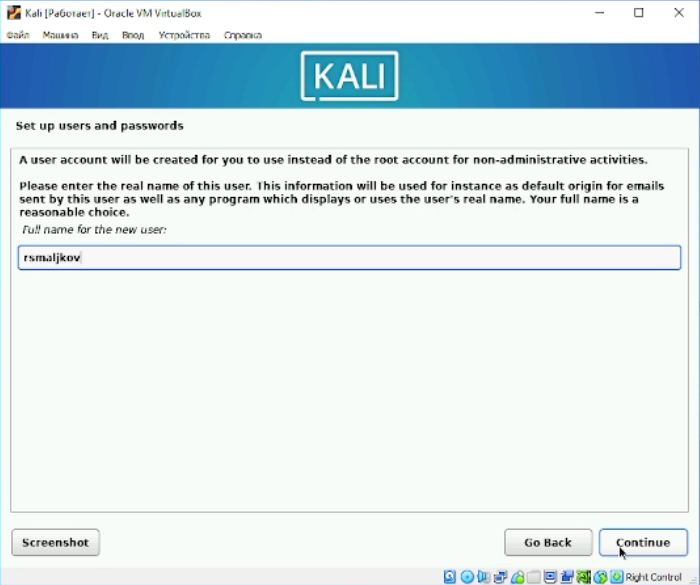 Kali [Работает] - Oracle VM VirtualBox
Файл Машина Вид Ввод Устройства Справка
KALI
Set up users and passwords
A user account will be created for you to use instead of the root account for non-administrative activities.
Please enter the real name of this user. This information will be used for instance as default origin for emails
sent by this user as well as any program which displays or uses the user's real name. Your full name is a
reasonable choice.
Full name for the new user:
rsmaljkov
Screenshot Go Back Continue
Right Control